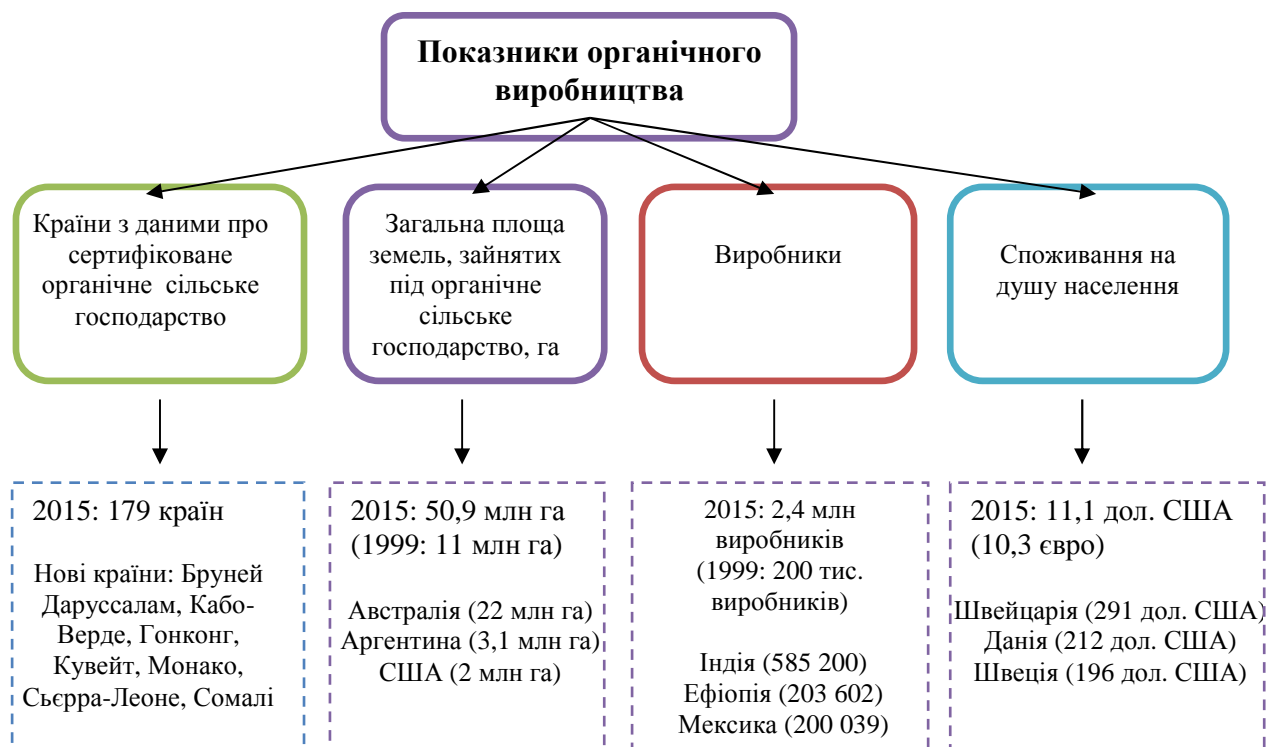 Показники органічного
виробництва
Країни з даними про
сертифіковане
органічне сільське
господарство
Загальна площа
земель, зайнятих
під органічне
сільське
господарство, га
Виробники
Споживання на
душу населення
2015: 179 країн
Нові країни: Бруней
Даруссалам, Кабо-
Верде, Гонконг,
Кувейт, Монако,
Сьєрра-Леоне, Сомалі
2015: 50,9 млн га
(1999: 11 млн га)
Австралія (22 млн га)
Аргентина (3,1 млн га)
США (2 млн га)
2015: 2,4 млн
виробників
(1999: 200 тис.
виробників)
Індія (585 200)
Ефіопія (203 602)
Мексика (200 039)
2015: 11,1 дол. США
(10,3 євро)
Швейцарія (291 дол. США)
Данія (212 дол. США)
Швеція (196 дол. США)